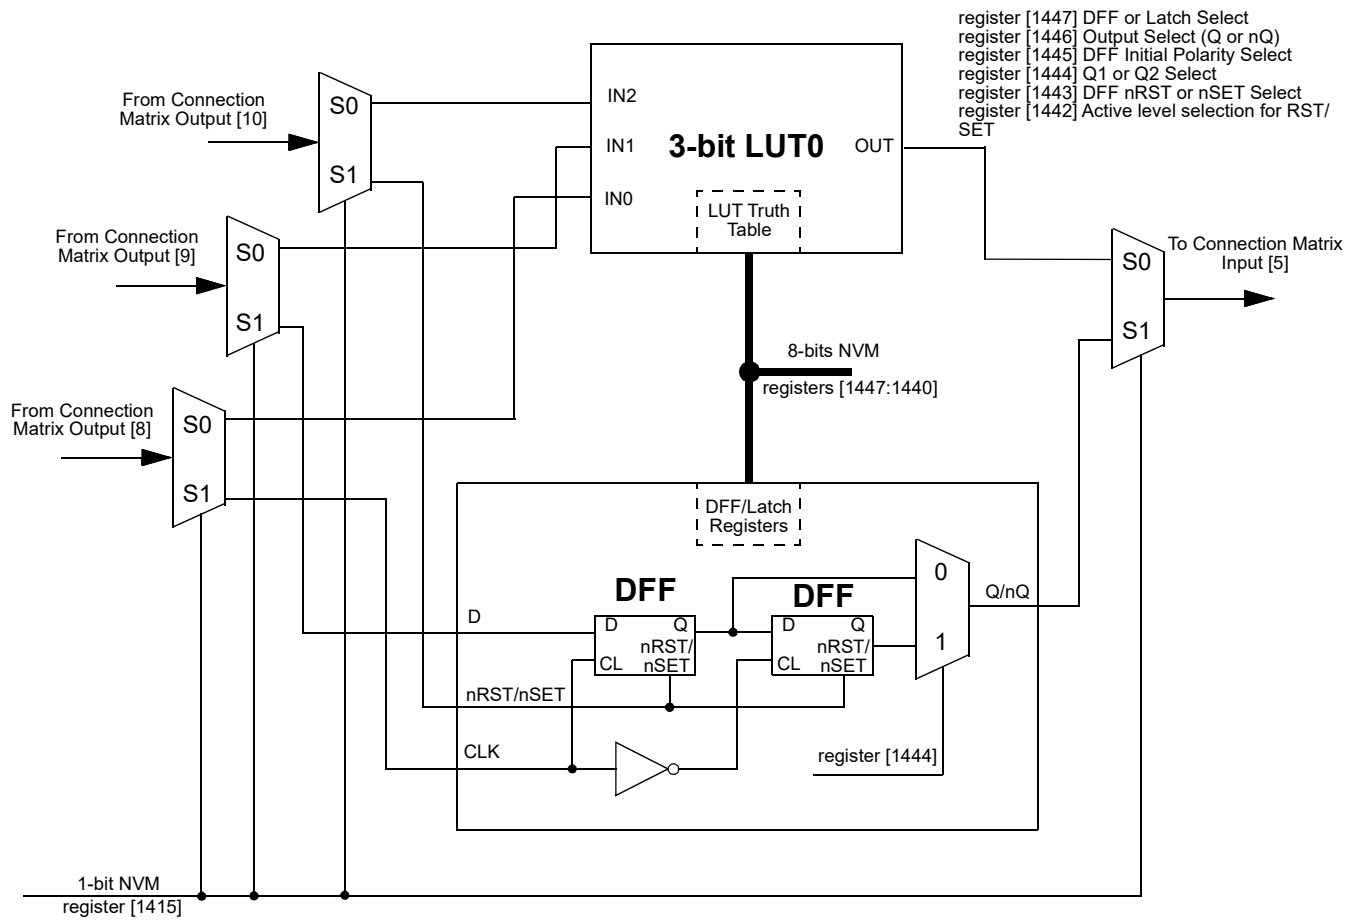 register [1447] DFF or Latch Select
register [1446] Output Select (Q or nQ)
register [1445] DFF Initial Polarity Select
register [1444] Q1 or Q2 Select
register [1443] DFF nRST or nSET Select
register [1442] Active level selection for RST/
SET
From Connection
Matrix Output [10]
S0
S1
IN2
IN1
IN0
3-bit LUT0
OUT
LUT Truth
Table
From Connection
Matrix Output [9]
S0
S1
To Connection Matrix
Input [5]
S0
S1
8-bits NVM
registers [1447:1440]
From Connection
Matrix Output [8]
S0
S1
DFF/Latch
Registers
DFF
D
Q
nRST/
nSET
CL
DFF
D
Q
nRST/
nSET
CL
0
1
Q/nQ
D
nRST/nSET
CLK
register [1444]
1-bit NVM
register [1415]